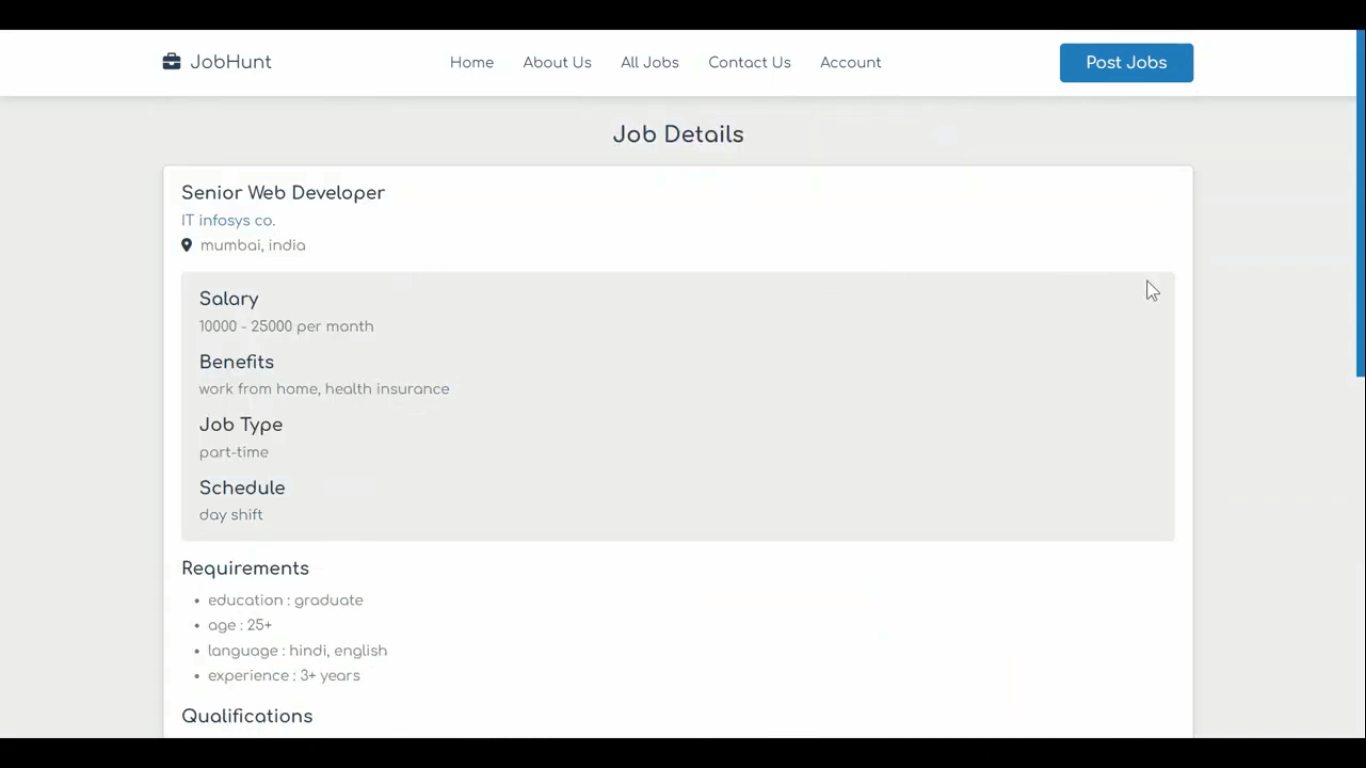 JobHunt Home About Us All Jobs Contact Us Account Post Jobs
Job Details
Senior Web Developer
IT infosys co.
mumbai, india
Salary
10000 - 25000 per month
Benefits
work from home, health insurance
Job Type
part-time
Schedule
day shift
Requirements
• education : graduate
• age : 25+
• language : hindi, english
• experience : 3+ years
Qualifications